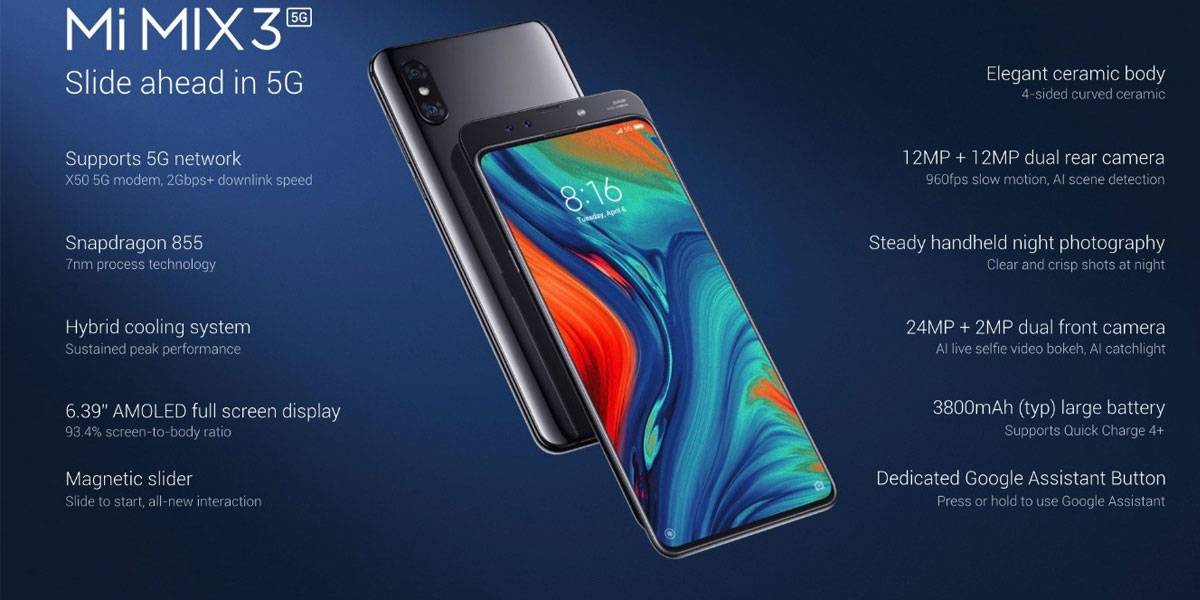 Mi MIX 3 5G
Slide ahead in 5G
Supports 5G network
X50 5G modem, 2Gbps+ downlink speed
Snapdragon 855
7nm process technology
Hybrid cooling system
Sustained peak performance
6.39" AMOLED full screen display
93.4% screen-to-body ratio
Magnetic slider
Slide to start, all-new interaction
5G
8:16
Tuesday, April 6
Elegant ceramic body
4-sided curved ceramic
12MP + 12MP dual rear camera
960fps slow motion, AI scene detection
Steady handheld night photography
Clear and crisp shots at night
24MP + 2MP dual front camera
AI live selfie video bokeh, AI catchlight
3800mAh (typ) large battery
Supports Quick Charge 4+
Dedicated Google Assistant Button
Press or hold to use Google Assistant